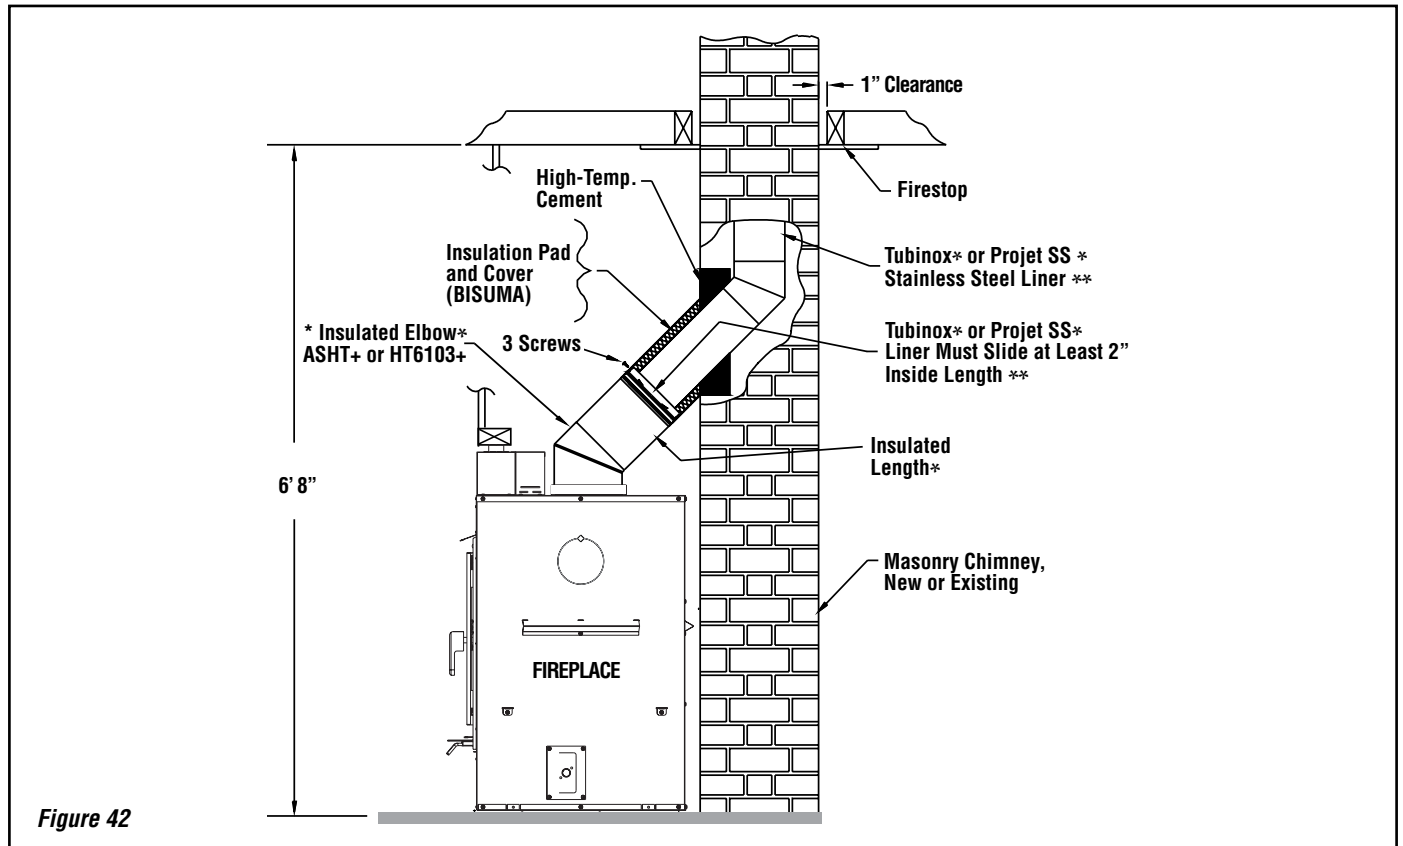 1” Clearance
Firestop
High-Temp.
Cement
Insulation Pad
and Cover
(BISUMA)
Tubinox* or Projet SS *
Stainless Steel Liner **
* Insulated Elbow*
ASHT+ or HT6103+
3 Screws
Tubinox* or Projet SS*
Liner Must Slide at Least 2”
Inside Length **
Insulated
Length*
6’ 8”
Masonry Chimney,
New or Existing
FIREPLACE
Figure 42